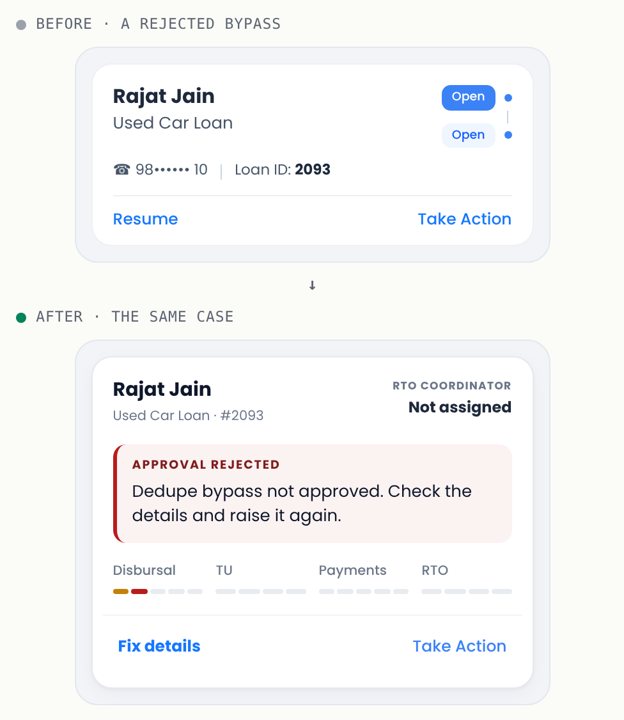 BEFORE · A REJECTED BYPASS
Rajat Jain
Open
Used Car Loan
Open
☎ 98•••••• 10 | Loan ID: 2093
Resume
Take Action
↓
AFTER · THE SAME CASE
Rajat Jain
RTO COORDINATOR
Used Car Loan · #2093
Not assigned
APPROVAL REJECTED
Dedupe bypass not approved. Check the
details and raise it again.
Disbursal TU Payments RTO
Fix details
Take Action